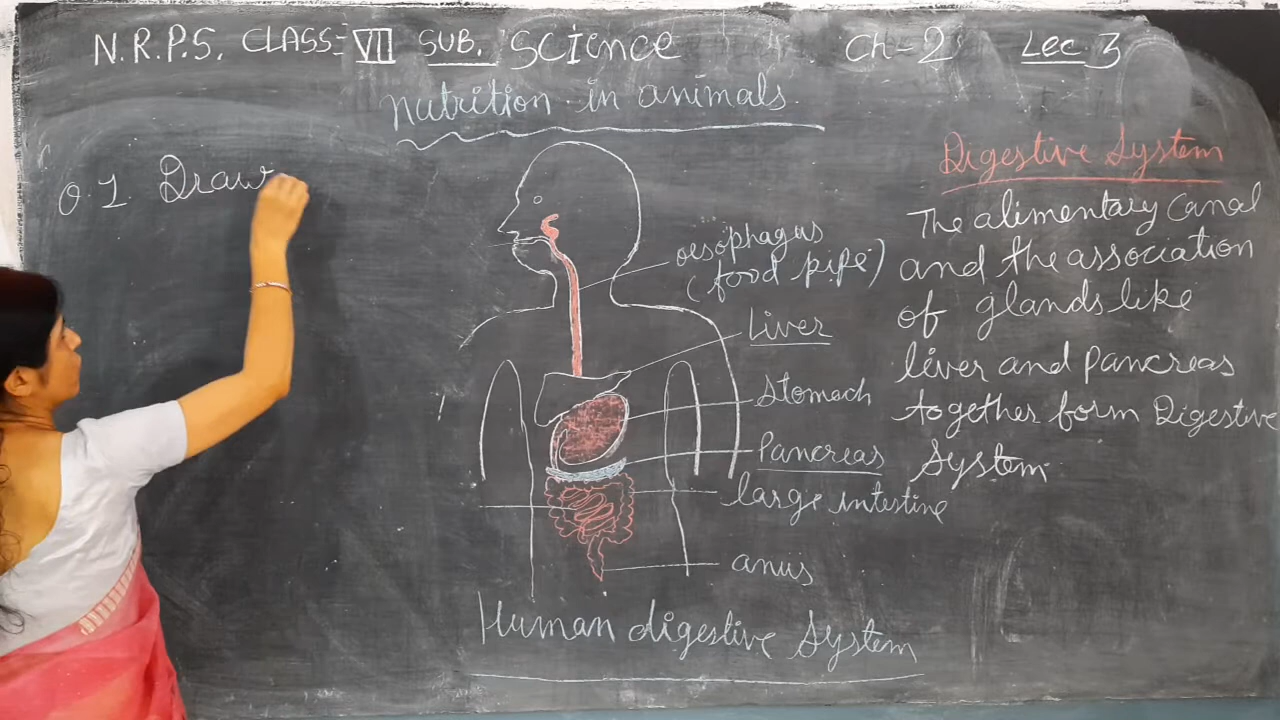 N.R.P.S. CLASS- VII SUB. Science Ch-2 Lec 3
Nutrition in animals.
Q.1. Draw
oesophagus
(food pipe)
Liver
Stomach
Pancreas
large intestine
anus
Human digestive System
Digestive System
The alimentary Canal
and the association
of glands like
liver and Pancreas
together form Digestive
System.